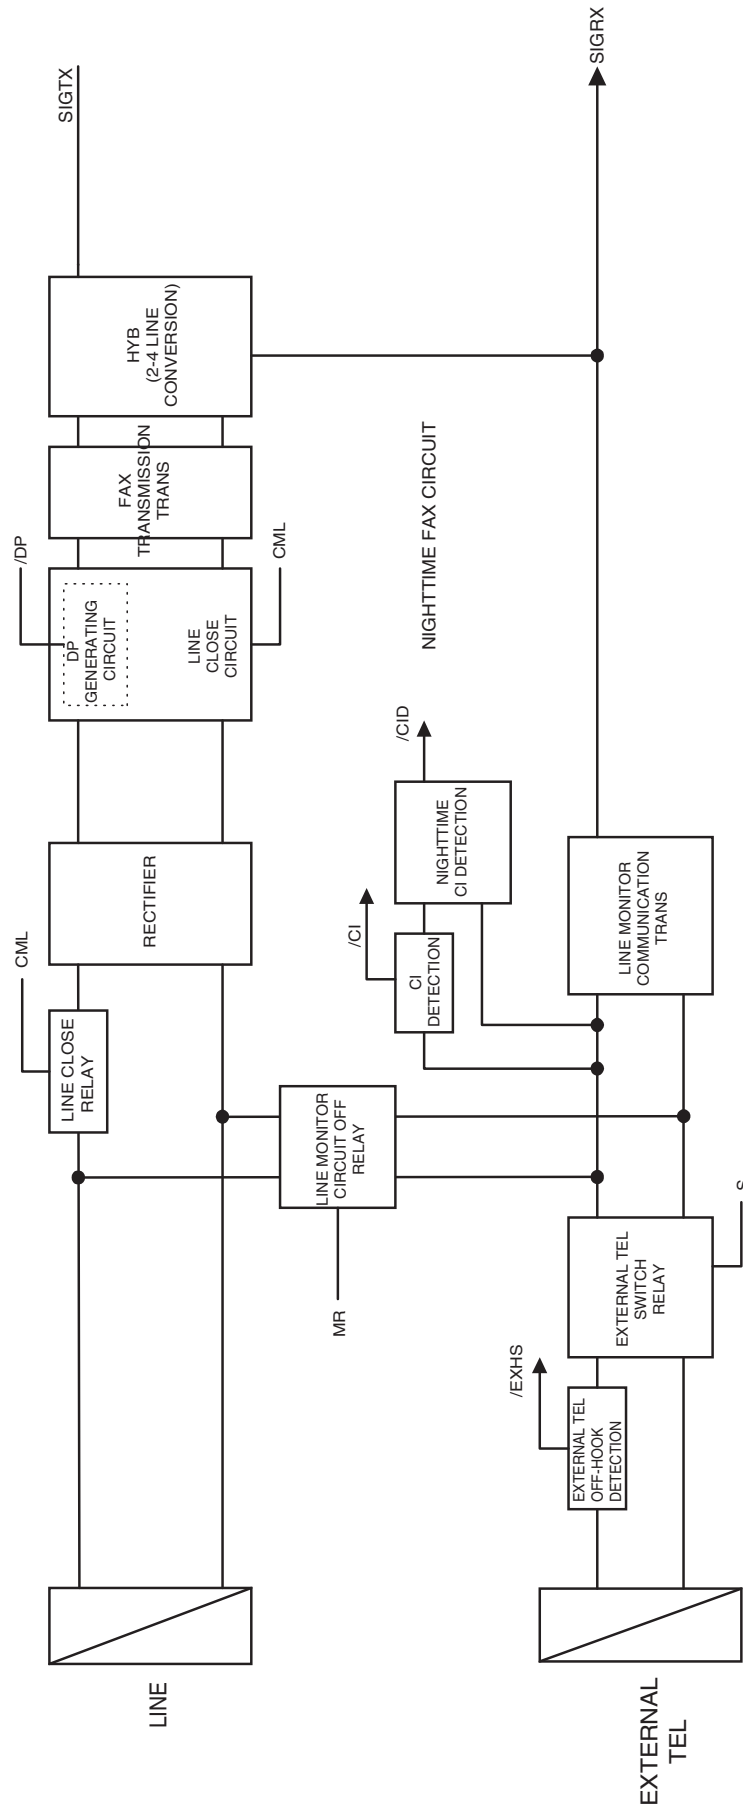 SIGTX
SIGRX
HYB
(2-4 LINE
CONVERSION)
FAX
TRANSMISSION
TRANS
/DP
DP
GENERATING
CIRCUIT
LINE
CLOSE
CIRCUIT
CML
NIGHTTIME FAX CIRCUIT
RECTIFIER
CML
LINE CLOSE
RELAY
/CID
NIGHTTIME
CI DETECTION
/CI
CI
DETECTION
LINE MONITOR
COMMUNICATION
TRANS
LINE MONITOR
CIRCUIT OFF
RELAY
MR
EXTERNAL TEL
SWITCH
RELAY
/EXHS
EXTERNAL TEL
OFF-HOOK
DETECTION
LINE
EXTERNAL
TEL